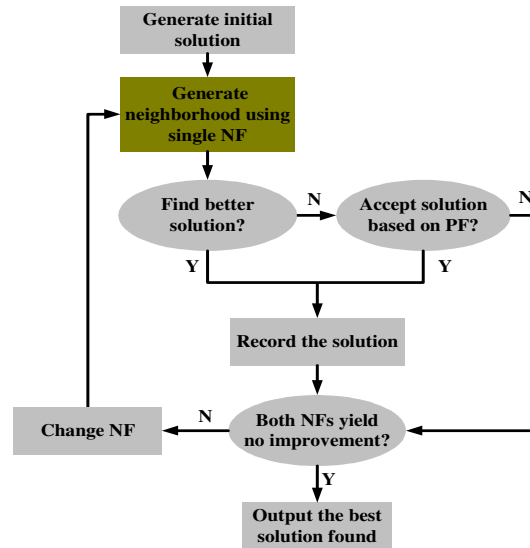 Generate initial
solution
Generate
neighborhood using
single NF
Find better
solution?
N
Accept solution
based on PF?
N
Y
Y
Record the solution
Both NFs yield
no improvement?
N
Change NF
Y
Output the best
solution found